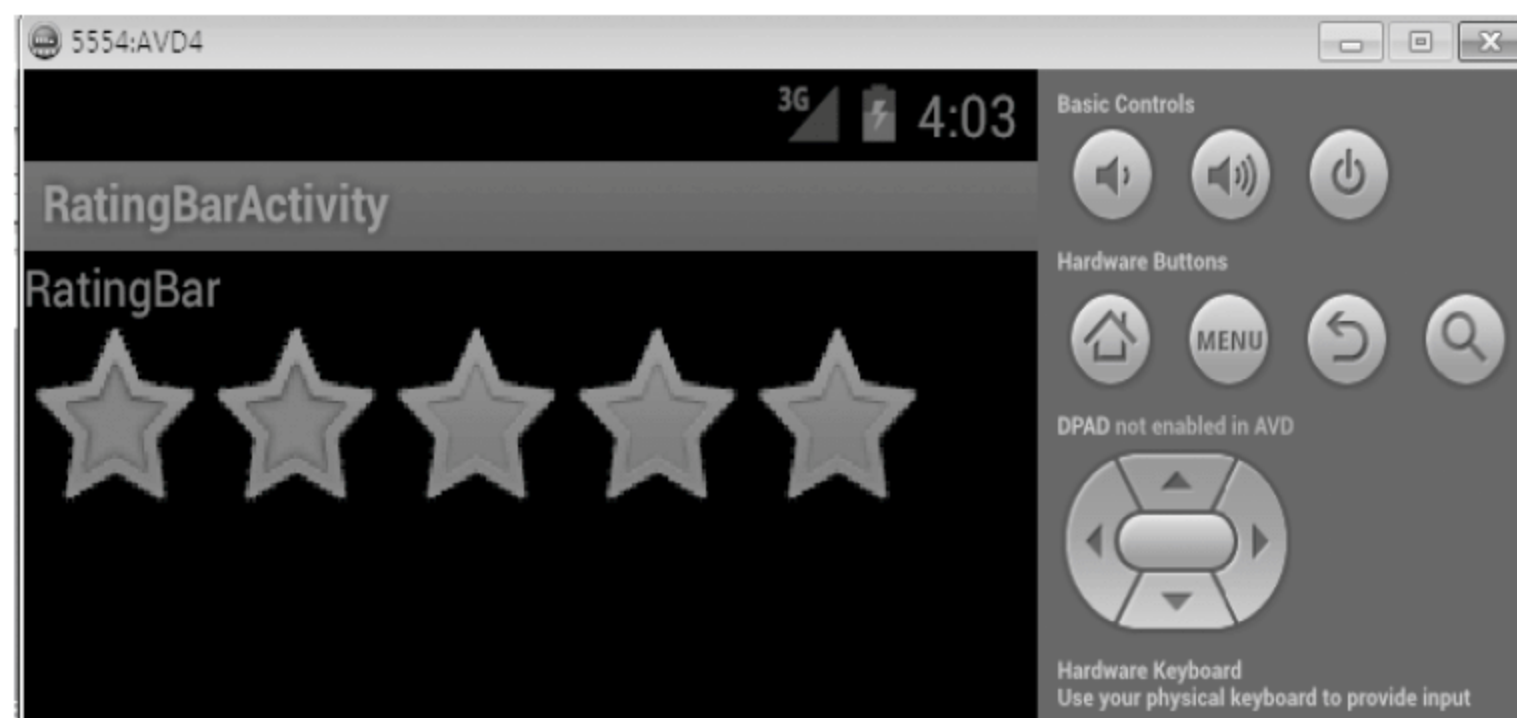 5554:AVD4
3G 4:03
RatingBarActivity
RatingBar
Basic Controls
Hardware Buttons
MENU
DPAD not enabled in AVD
Hardware Keyboard
Use your physical keyboard to provide input